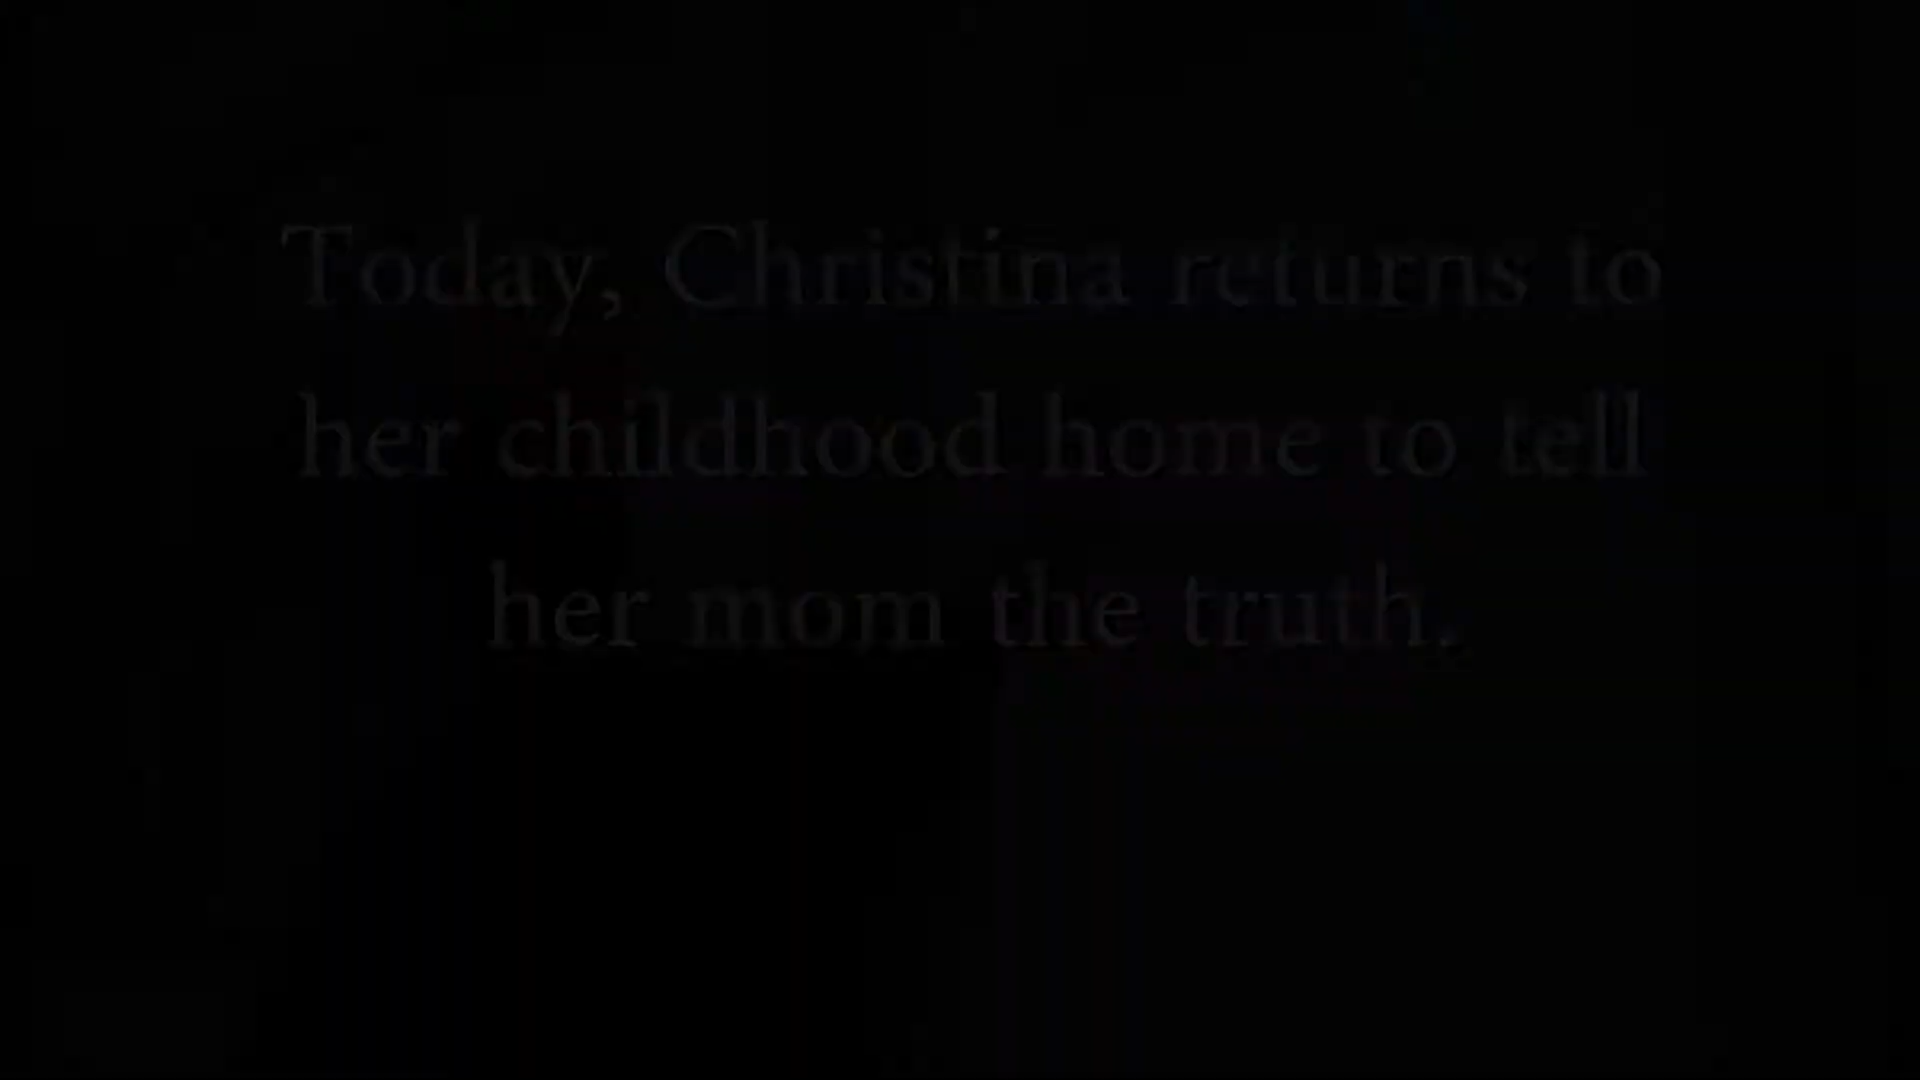 Today, Christina returns to
her childhood home to tell
her mom the truth.